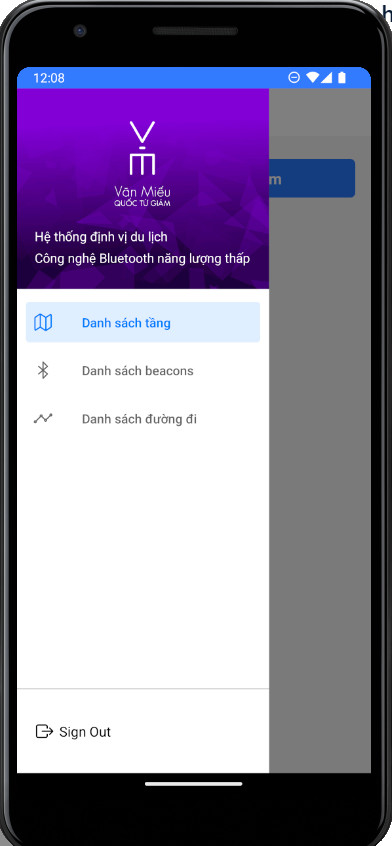 h
12:08
Văn Miếu
QUỐC TỬ GIÁM
Hệ thống định vị du lịch
Công nghệ Bluetooth năng lượng thấp
m
Danh sách tầng
Danh sách beacons
Danh sách đường đi
Sign Out